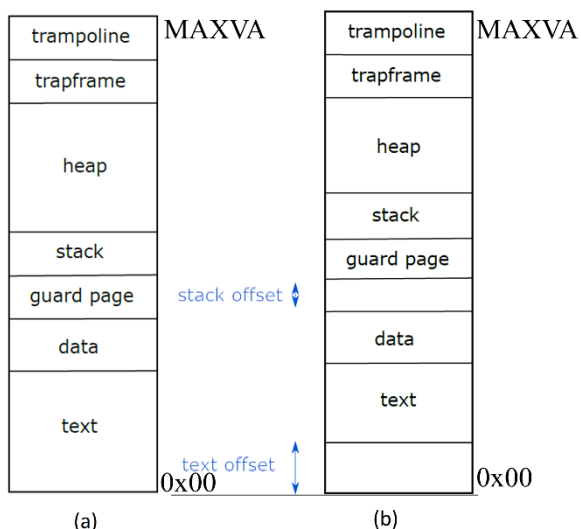 trampoline
MAXVA
trapframe
heap
stack
guard page
data
text
0x00
(a)
stack offset
text offset
trampoline
MAXVA
trapframe
heap
stack
guard page
data
text
0x00
(b)